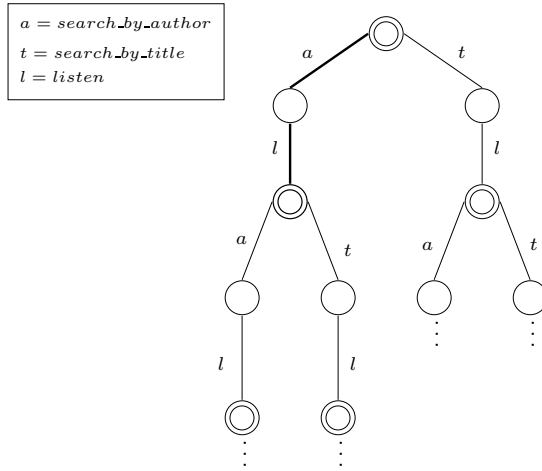 a = search_by_author
t = search_by_title
l = listen
a t
l l
a t a t
l l